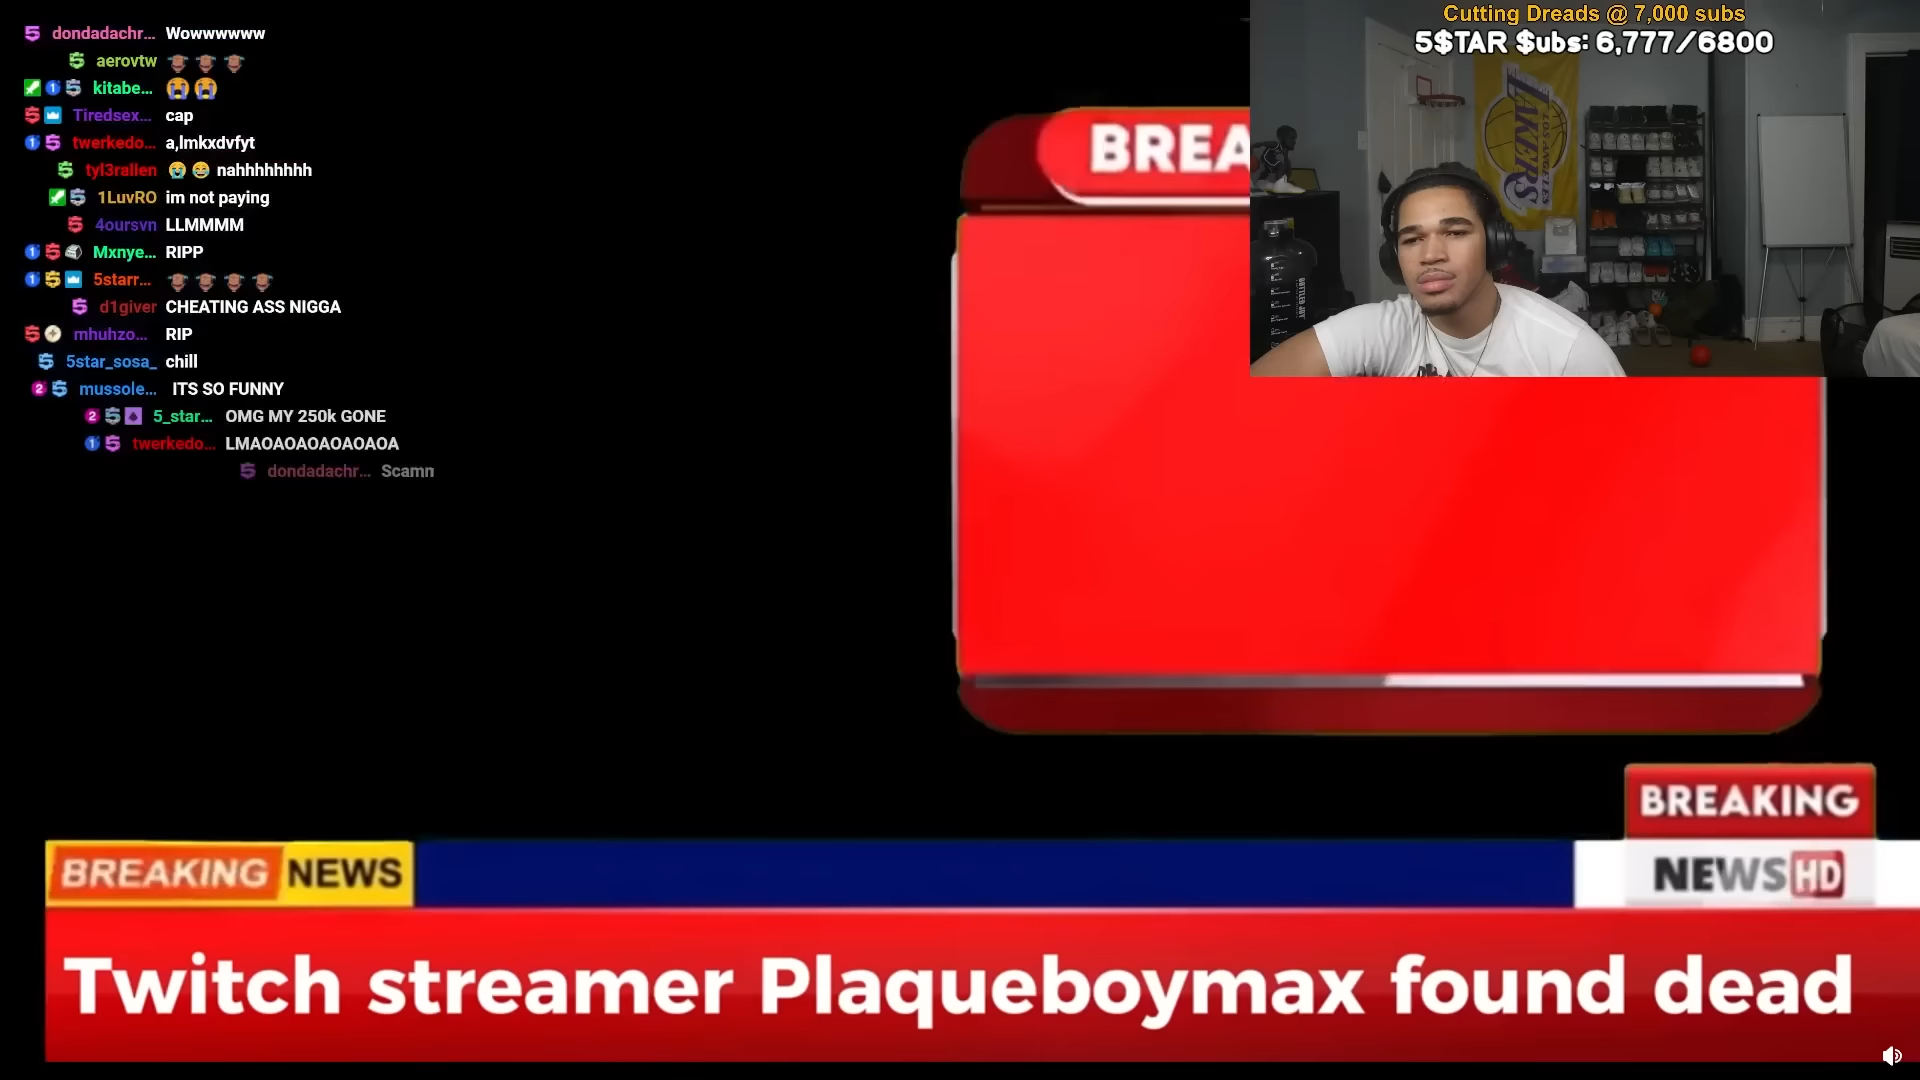 dondadachr... Wowwwwww
aerovtw
kitabe...
Tiredsex... cap
twerkedo... a,lmkxdvfyt
tyl3rallen nahhhhhhhh
1LuvRO im not paying
4oursvn LLMMMM
Mxnye... RIPP
5starr...
d1giver CHEATING ASS NIGGA
mhuhzo... RIP
5star_sosa_ chill
mussole... ITS SO FUNNY
5_star... OMG MY 250k GONE
twerkedo... LMAOAOAOAOAOAOA
dondadachr... Scamn
Cutting Dreads @ 7,000 subs
5$TAR $ubs: 6,777/6800
LAKERS
LOS ANGELES
BREA
BREAKING
NEWS HD
BREAKING NEWS
Twitch streamer Plaqueboymax found dead